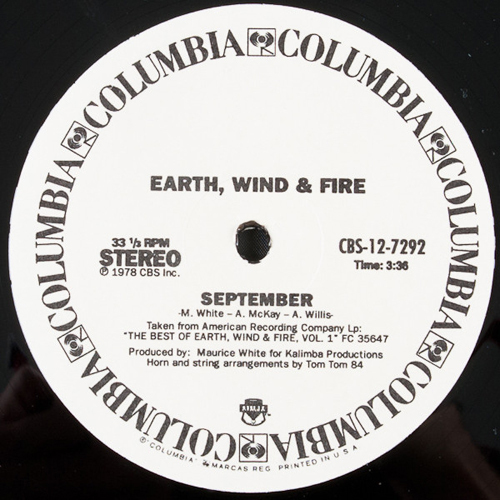 COLUMBIA COLUMBIA COLUMBIA COLUMBIA COLUMBIA COLUMBIA
EARTH, WIND & FIRE
33 ⅓ RPM
STEREO
℗ 1978 CBS Inc.
CBS-12-7292
Time: 3:36
SEPTEMBER
-M. White – A. McKay – A. Willis-
Taken from American Recording Company Lp:
"THE BEST OF EARTH, WIND & FIRE, VOL. 1" FC 35647
Produced by: Maurice White for Kalimba Productions
Horn and string arrangements by Tom Tom 84
"COLUMBIA", MARCAS REG. PRINTED IN U S A